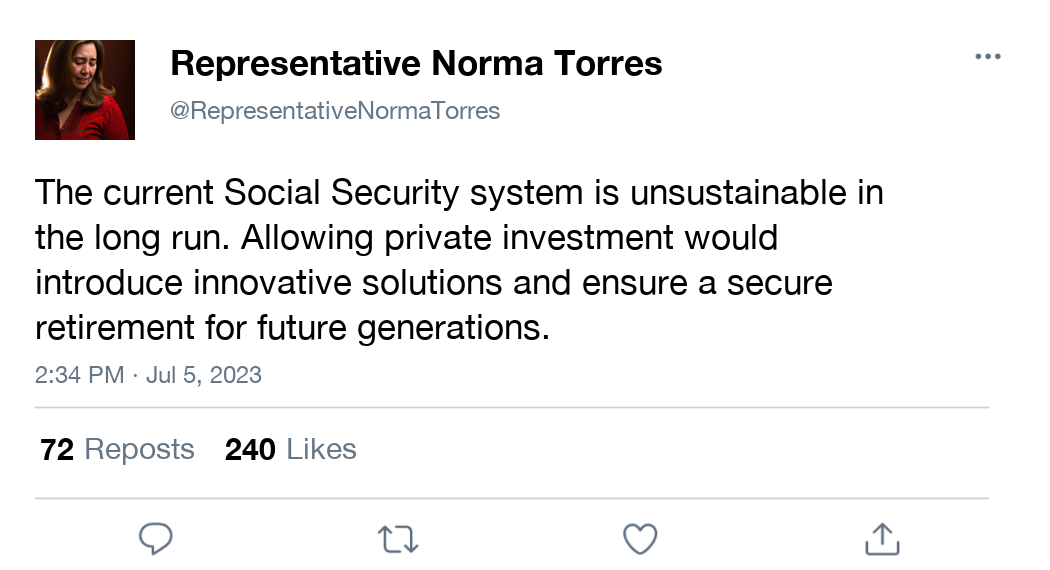 Representative Norma Torres
@RepresentativeNormaTorres
The current Social Security system is unsustainable in
the long run. Allowing private investment would
introduce innovative solutions and ensure a secure
retirement for future generations.
2:34 PM · Jul 5, 2023
72 Reposts 240 Likes